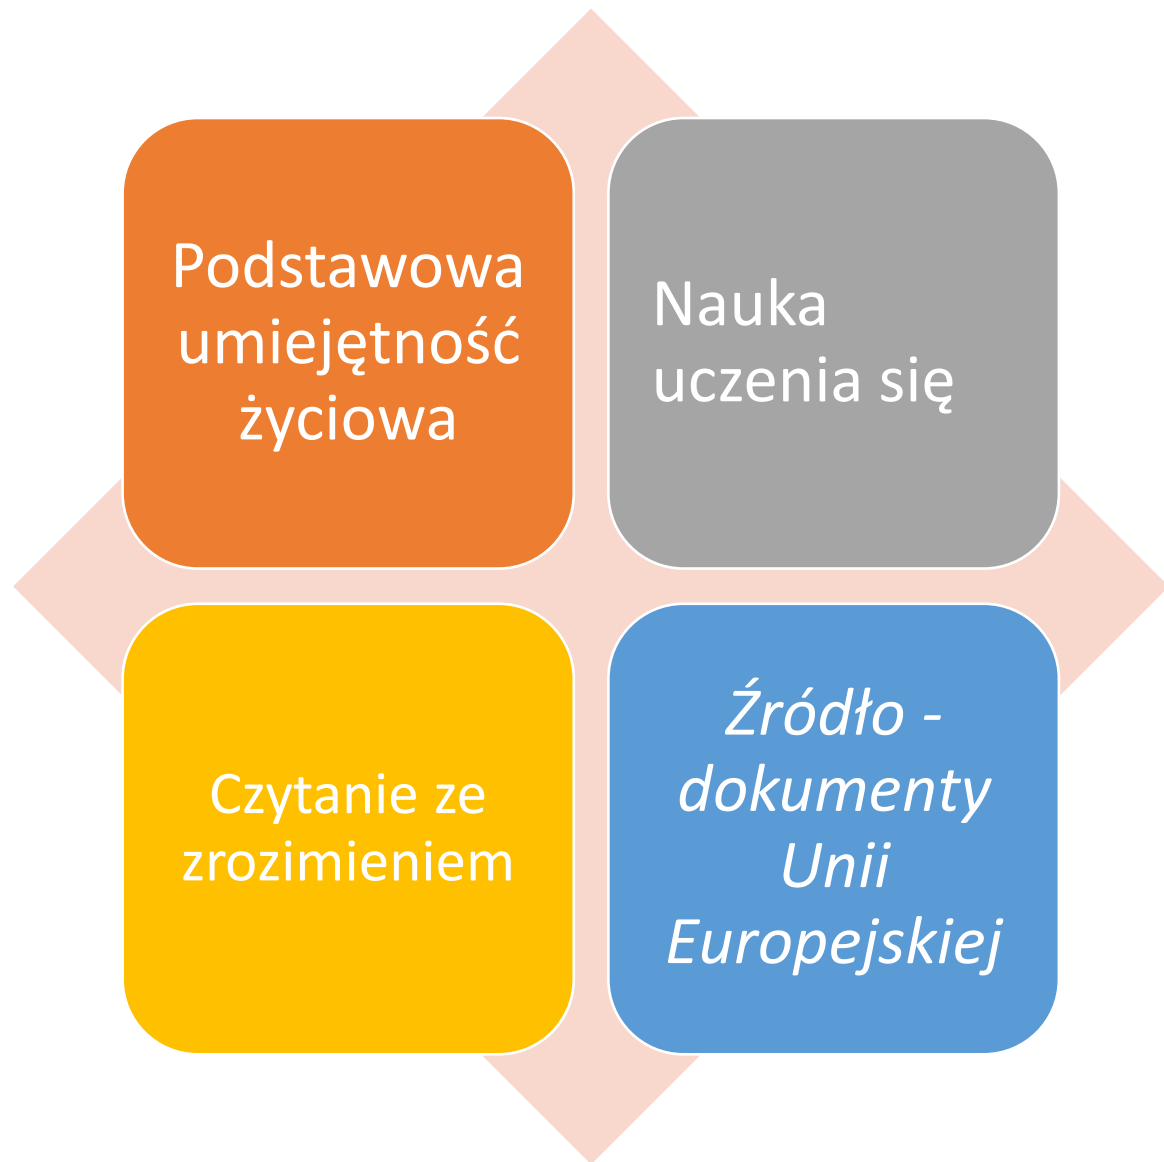 Podstawowa
umiejętność
życiowa
Nauka
uczenia się
Czytanie ze
zrozimieniem
Źródło -
dokumenty
Unii
Europejskiej